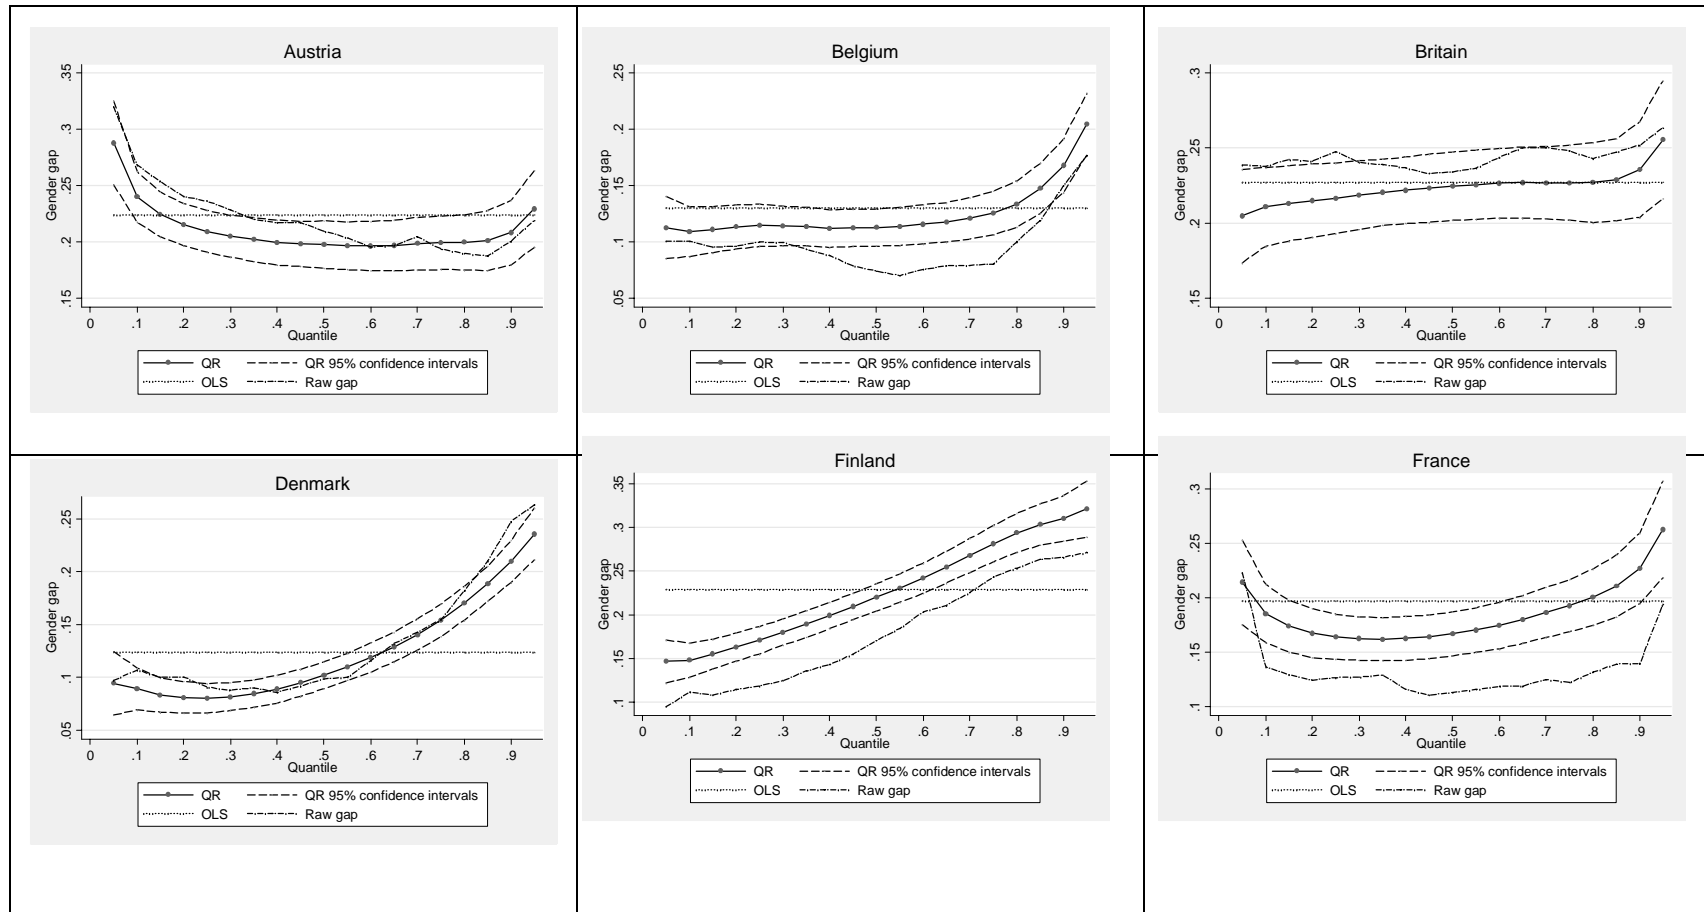 Austria
Gender gap
.15 .2 .25 .3 .35
0 .1 .2 .3 .4 .5 .6 .7 .8 .9
Quantile
QR QR 95% confidence intervals
OLS Raw gap
Belgium
Gender gap
.05 .1 .15 .2 .25
0 .1 .2 .3 .4 .5 .6 .7 .8 .9
Quantile
QR QR 95% confidence intervals
OLS Raw gap
Britain
Gender gap
.15 .2 .25 .3
0 .1 .2 .3 .4 .5 .6 .7 .8 .9
Quantile
QR QR 95% confidence intervals
OLS Raw gap
Denmark
Gender gap
.05 .1 .15 .2 .25
0 .1 .2 .3 .4 .5 .6 .7 .8 .9
Quantile
QR QR 95% confidence intervals
OLS Raw gap
Finland
Gender gap
.1 .15 .2 .25 .3 .35
0 .1 .2 .3 .4 .5 .6 .7 .8 .9
Quantile
QR QR 95% confidence intervals
OLS Raw gap
France
Gender gap
.1 .15 .2 .25 .3
0 .1 .2 .3 .4 .5 .6 .7 .8 .9
Quantile
QR QR 95% confidence intervals
OLS Raw gap